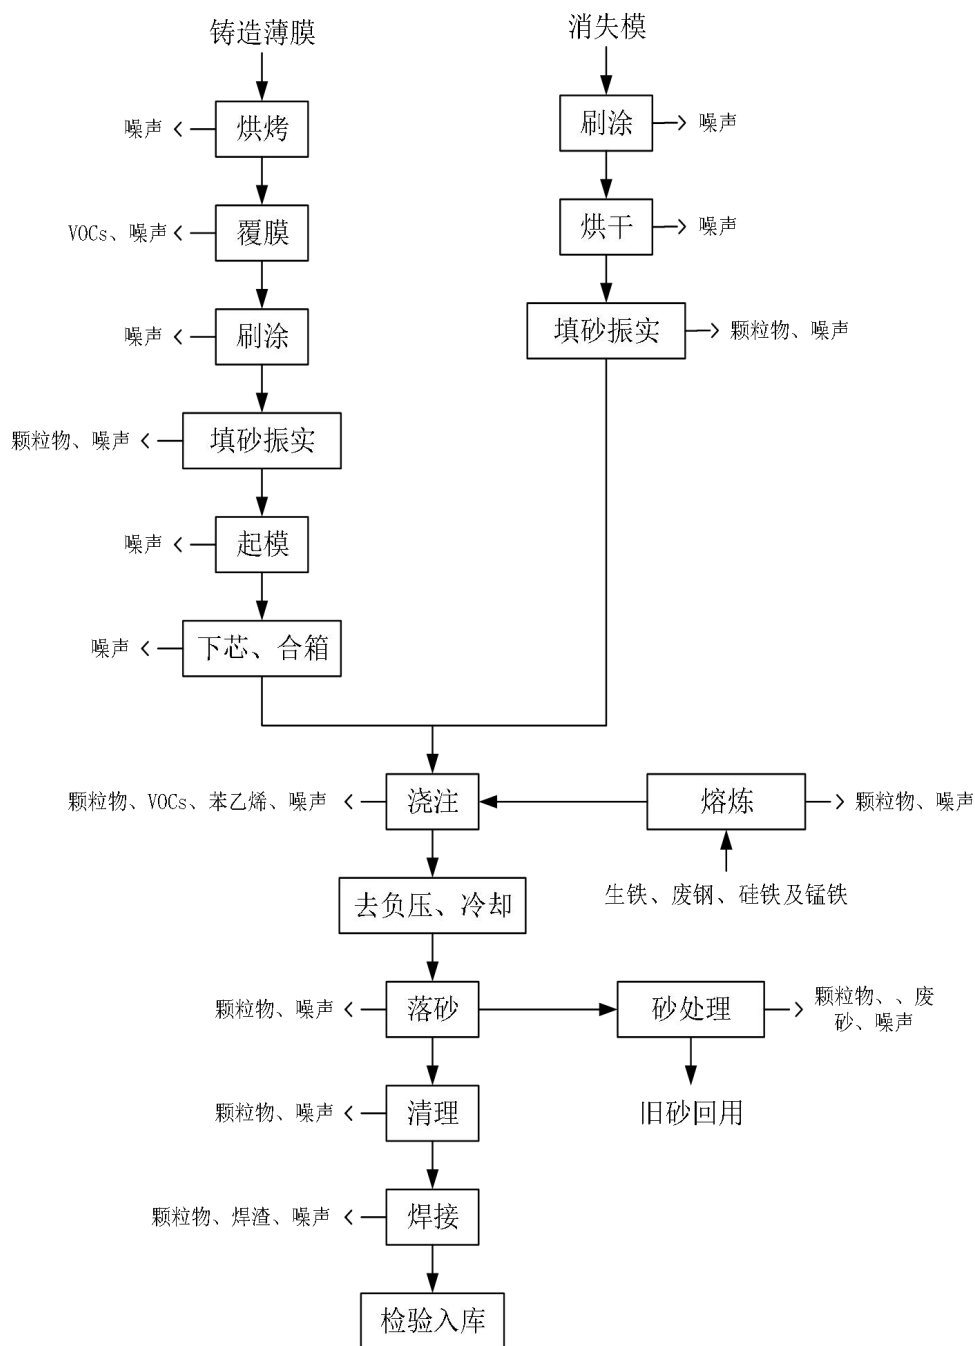 铸造薄膜
消失模
噪声
烘烤
刷涂
噪声
VOCs、噪声
覆膜
烘干
噪声
噪声
刷涂
填砂振实
颗粒物、噪声
颗粒物、噪声
填砂振实
噪声
起模
噪声
下芯、合箱
颗粒物、VOCs、苯乙烯、噪声
浇注
熔炼
颗粒物、噪声
去负压、冷却
生铁、废钢、硅铁及锰铁
颗粒物、噪声
落砂
砂处理
颗粒物、、废
砂、噪声
颗粒物、噪声
清理
旧砂回用
颗粒物、焊渣、噪声
焊接
检验入库